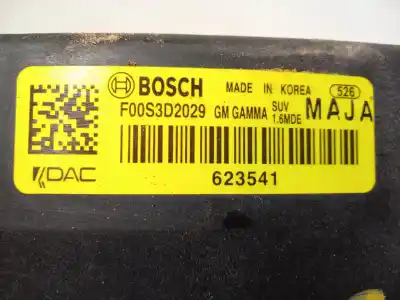 BOSCH MADE IN KOREA 526
F00S3D2029 GM GAMMA SUV 1.6MDE MAJA
DAC 623541